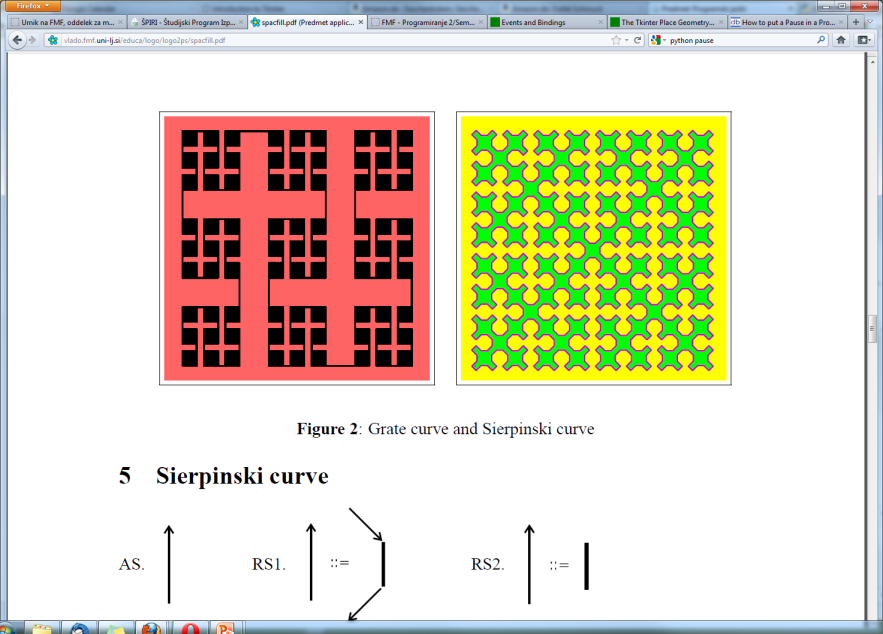 Firefox
Urnik na FMF, oddelek za m...
ŠPIRI - Študijski Program Izp...
spacfill.pdf (Predmet applic...
FMF - Programiranje 2/Sem...
Events and Bindings
The Tkinter Place Geometry...
How to put a Pause in a Pro...
vlado.fmf.uni-lj.si/educa/logo/logo2ps/spacfill.pdf
python pause
Figure 2: Grate curve and Sierpinski curve
5 Sierpinski curve
AS. RS1. ::= RS2. ::=